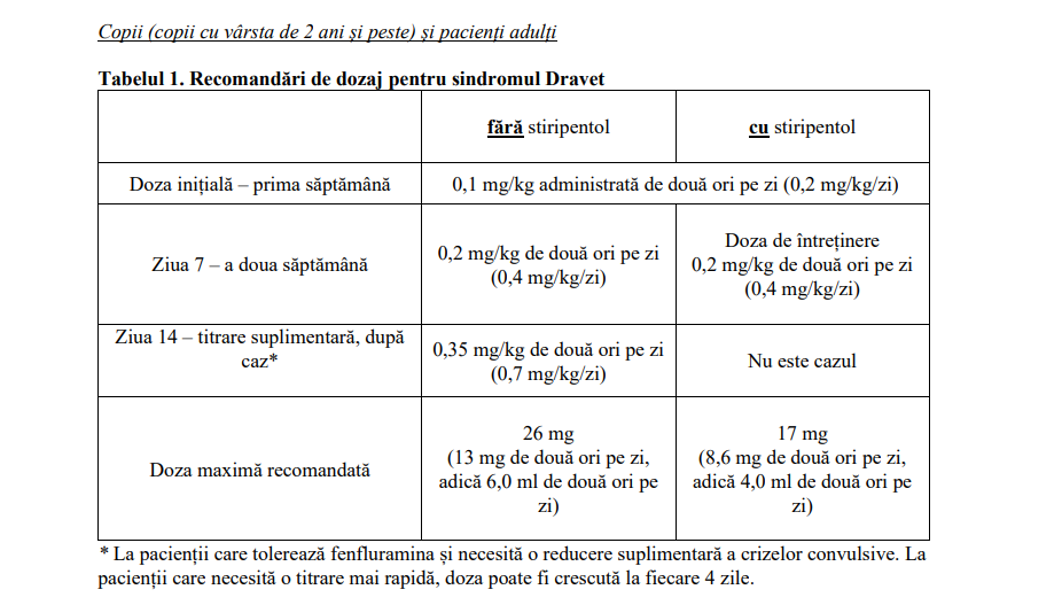 Copii (copii cu vârsta de 2 ani și peste) și pacienți adulți
Tabelul 1. Recomandări de dozaj pentru sindromul Dravet
fără stiripentol
cu stiripentol
Doza inițială – prima săptămână
0,1 mg/kg administrată de două ori pe zi (0,2 mg/kg/zi)
Ziua 7 – a doua săptămână
0,2 mg/kg de două ori pe zi
(0,4 mg/kg/zi)
Doza de întreținere
0,2 mg/kg de două ori pe zi
(0,4 mg/kg/zi)
Ziua 14 – titrare suplimentară, după
caz*
0,35 mg/kg de două ori pe zi
(0,7 mg/kg/zi)
Nu este cazul
Doza maximă recomandată
26 mg
(13 mg de două ori pe zi,
adică 6,0 ml de două ori pe
zi)
17 mg
(8,6 mg de două ori pe zi,
adică 4,0 ml de două ori pe
zi)
* La pacienții care tolerează fenfluramina și necesită o reducere suplimentară a crizelor convulsive. La
pacienții care necesită o titrare mai rapidă, doza poate fi crescută la fiecare 4 zile.